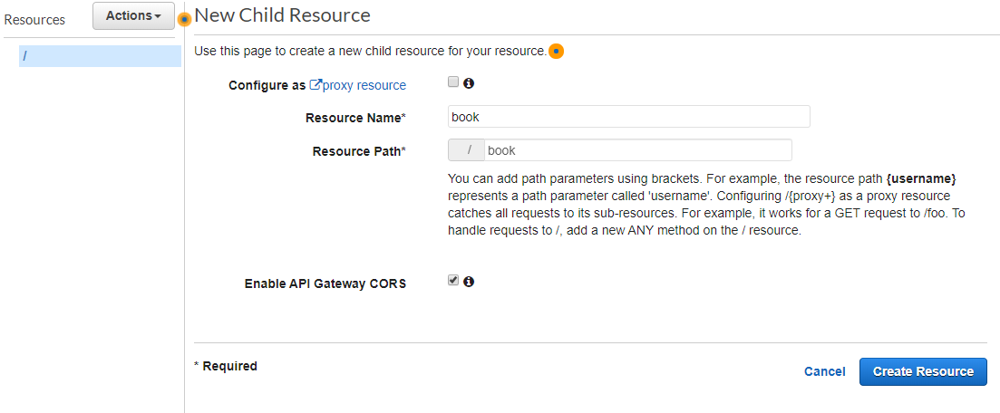 Resources
Actions
New Child Resource
/
Use this page to create a new child resource for your resource.
Configure as proxy resource
Resource Name*
book
Resource Path*
/ book
You can add path parameters using brackets. For example, the resource path {username}
represents a path parameter called 'username'. Configuring /{proxy+} as a proxy resource
catches all requests to its sub-resources. For example, it works for a GET request to /foo. To
handle requests to /, add a new ANY method on the / resource.
Enable API Gateway CORS
* Required
Cancel
Create Resource